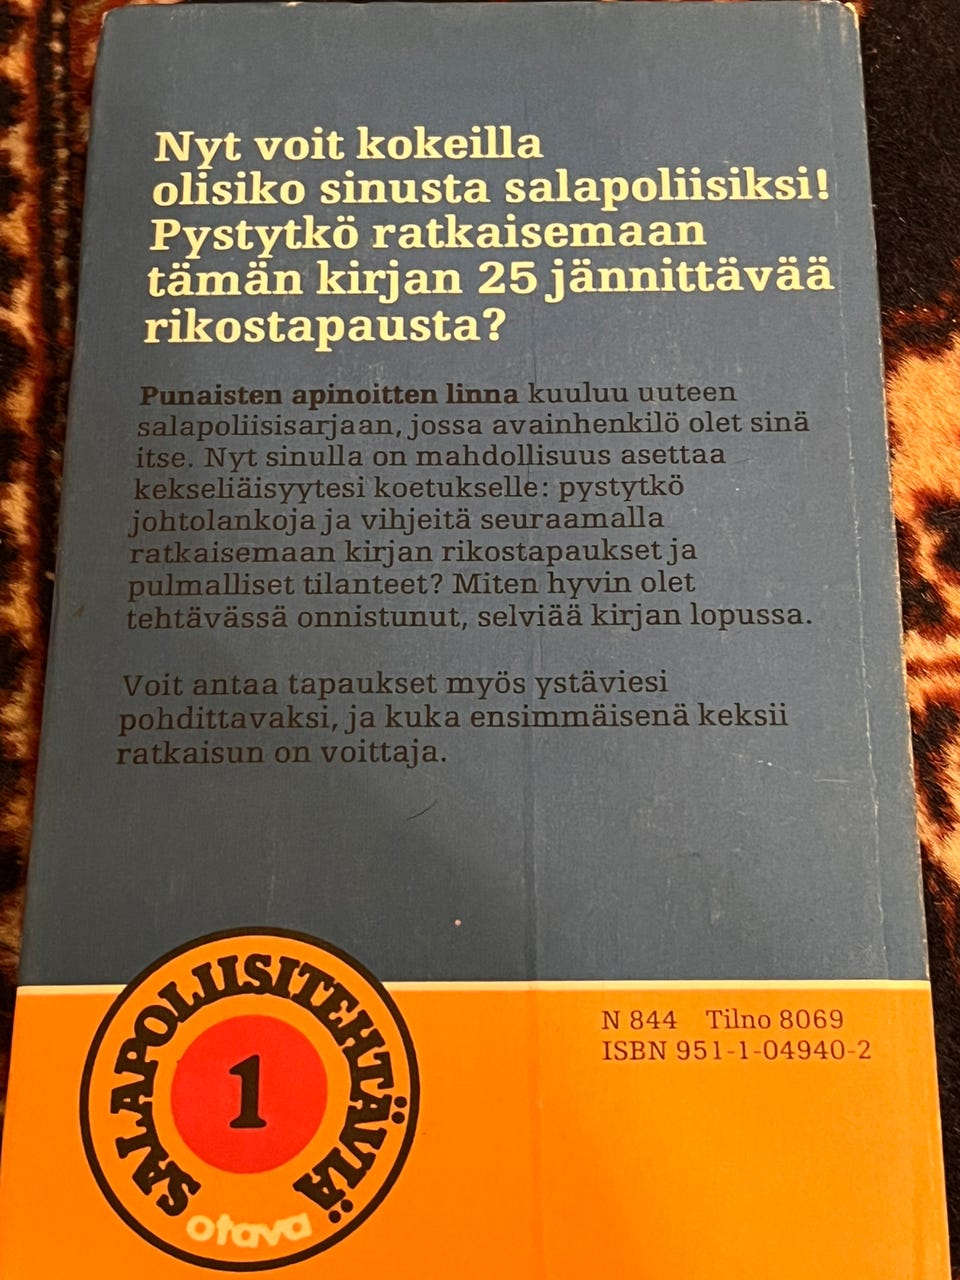 Nyt voit kokeilla
olisiko sinusta salapoliisiksi!
Pystytkö ratkaisemaan
tämän kirjan 25 jännittävää
rikostapausta?
Punaisten apinoitten linna kuuluu uuteen
salapoliisisarjaan, jossa avainhenkilö olet sinä
itse. Nyt sinulla on mahdollisuus asettaa
kekseliäisyytesi koetukselle: pystytkö
johtolankoja ja vihjeitä seuraamalla
ratkaisemaan kirjan rikostapaukset ja
pulmalliset tilanteet? Miten hyvin olet
tehtävässä onnistunut, selviää kirjan lopussa.
Voit antaa tapaukset myös ystäviesi
pohdittavaksi, ja kuka ensimmäisenä keksii
ratkaisun on voittaja.
SALAPOLIISITEHTÄVIÄ
1
otava
N 844 Tilno 8069
ISBN 951-1-04940-2